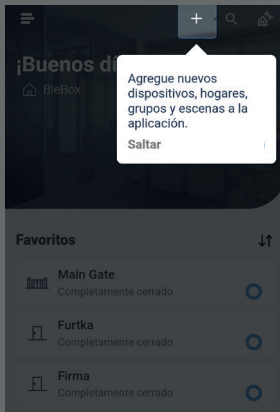 ¡Buenos dí
BleBox
Agregue nuevos
dispositivos, hogares,
grupos y escenas a la
aplicación.
Saltar
Favoritos
Main Gate
Completamente cerrado
Furtka
Completamente cerrado
Firma
Completamente cerrado